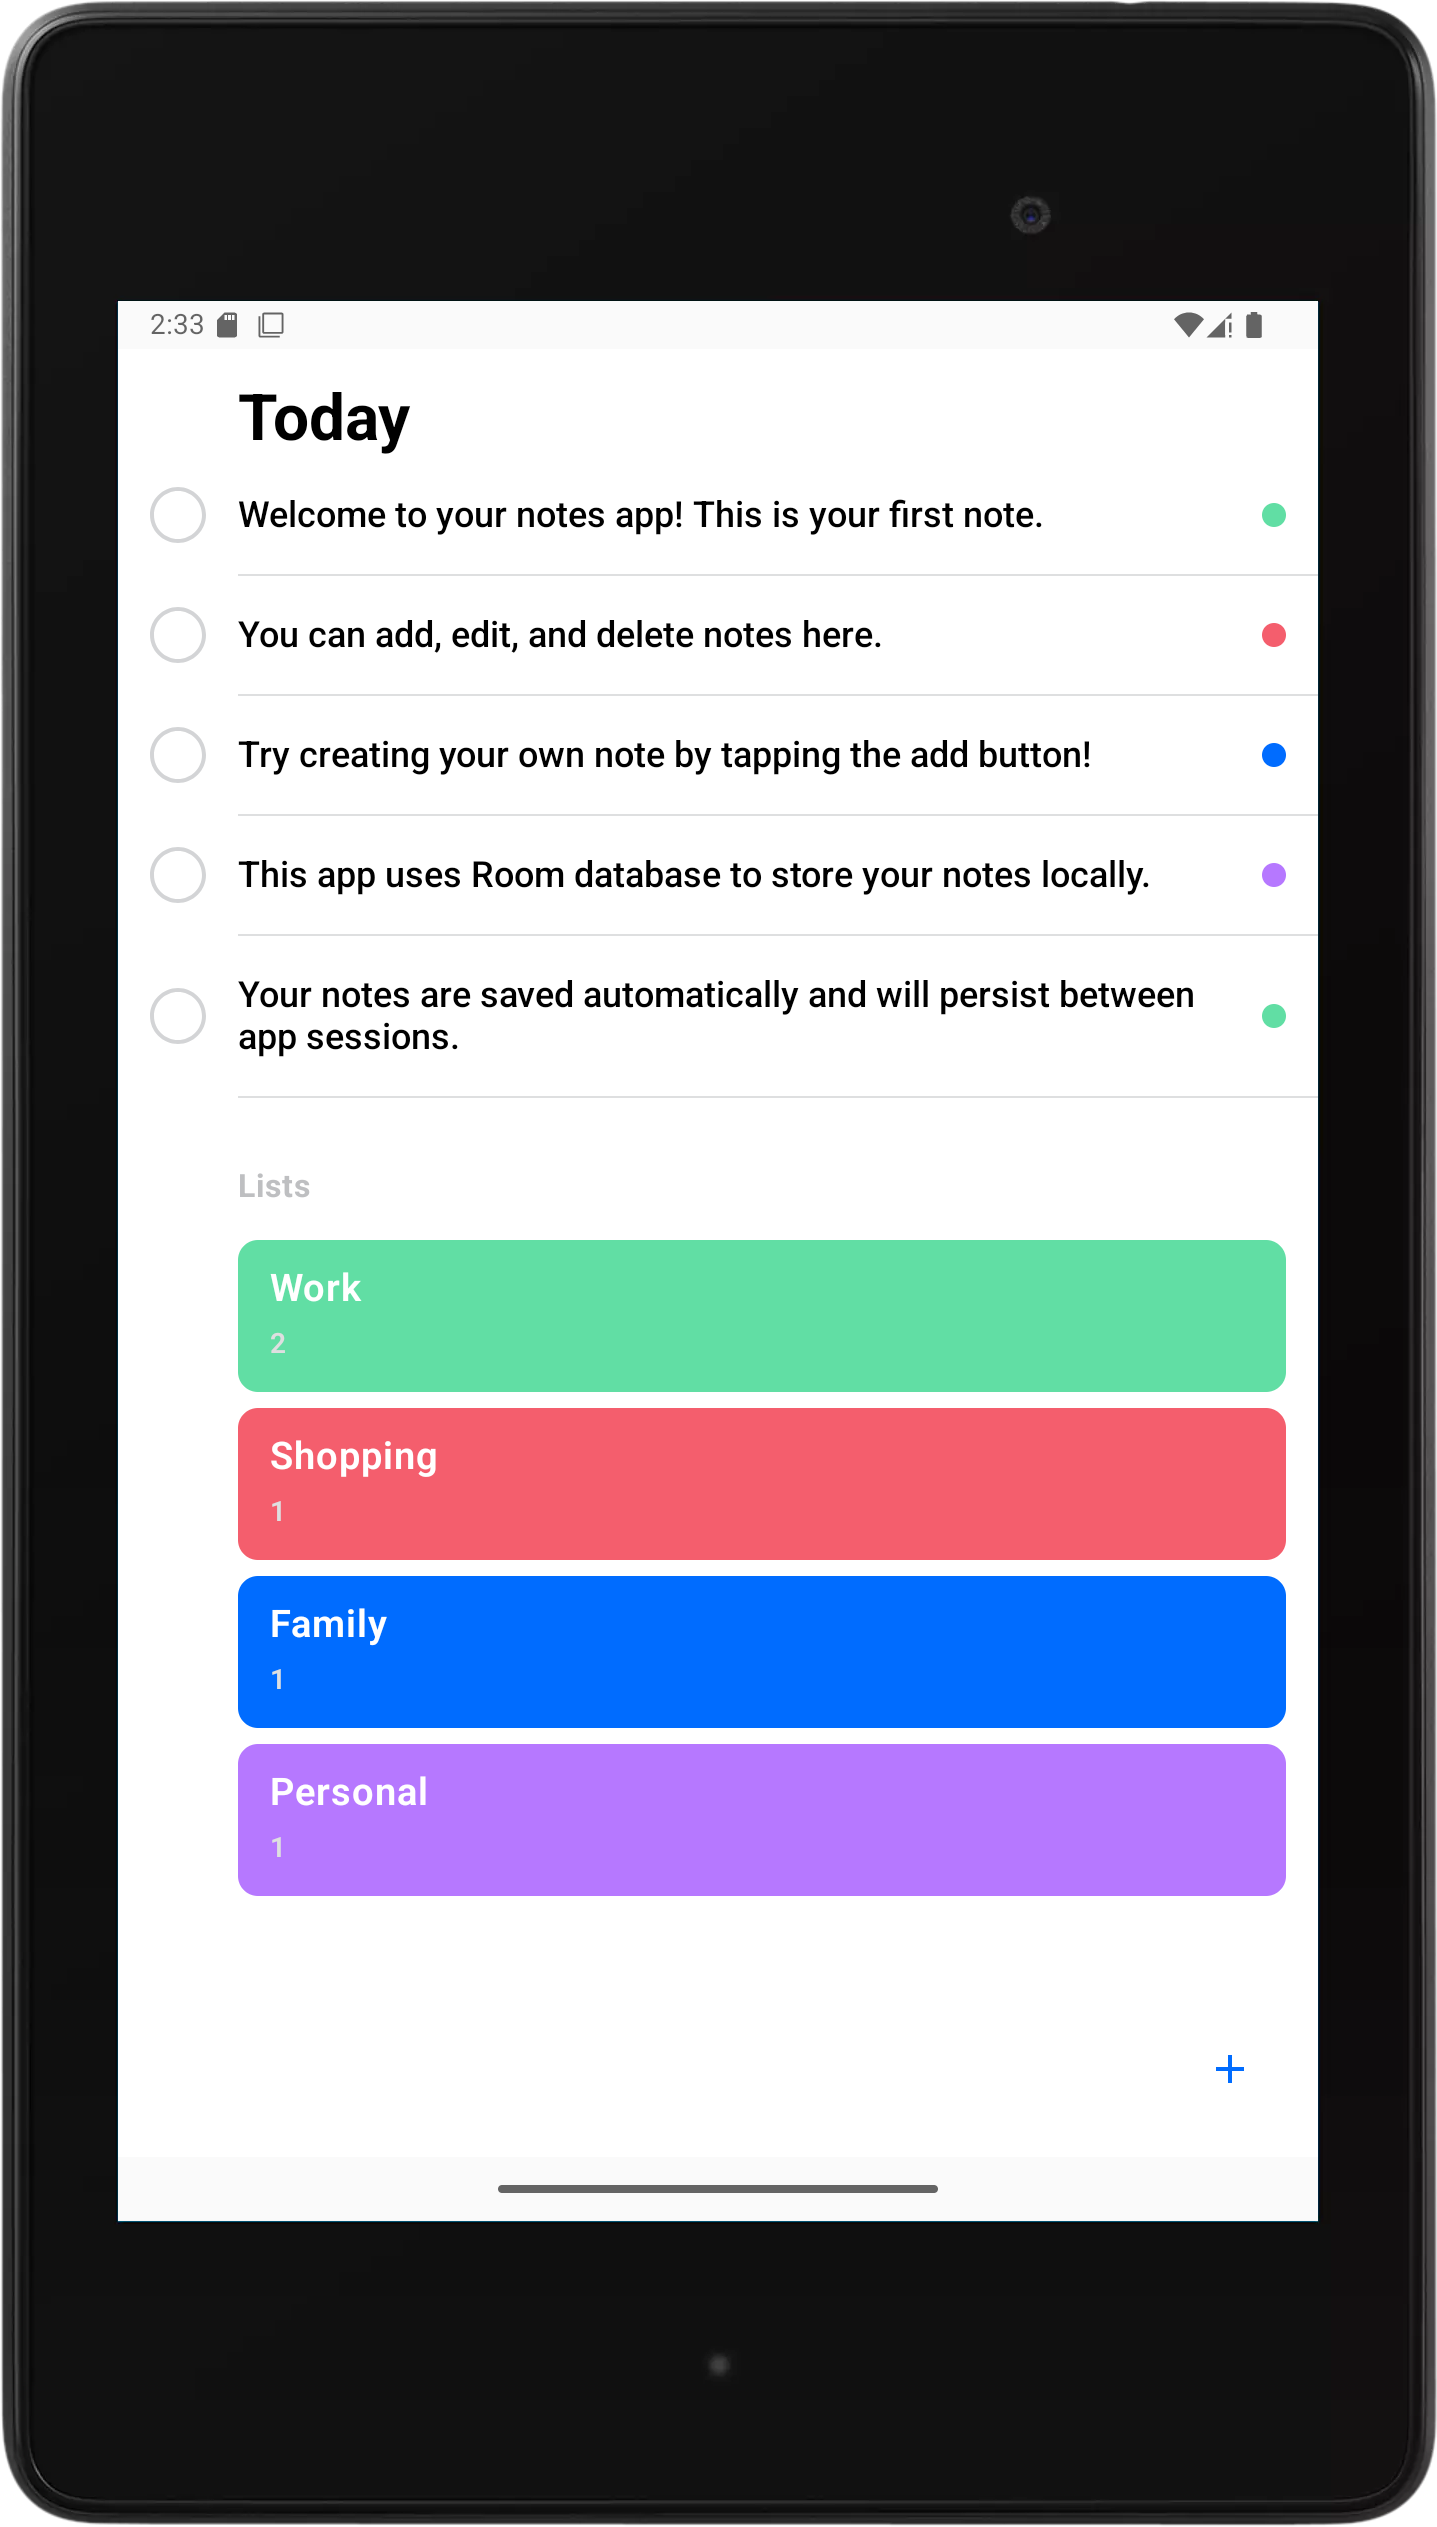 2:33
Today
Welcome to your notes app! This is your first note.
You can add, edit, and delete notes here.
Try creating your own note by tapping the add button!
This app uses Room database to store your notes locally.
Your notes are saved automatically and will persist between
app sessions.
Lists
Work
2
Shopping
1
Family
1
Personal
1